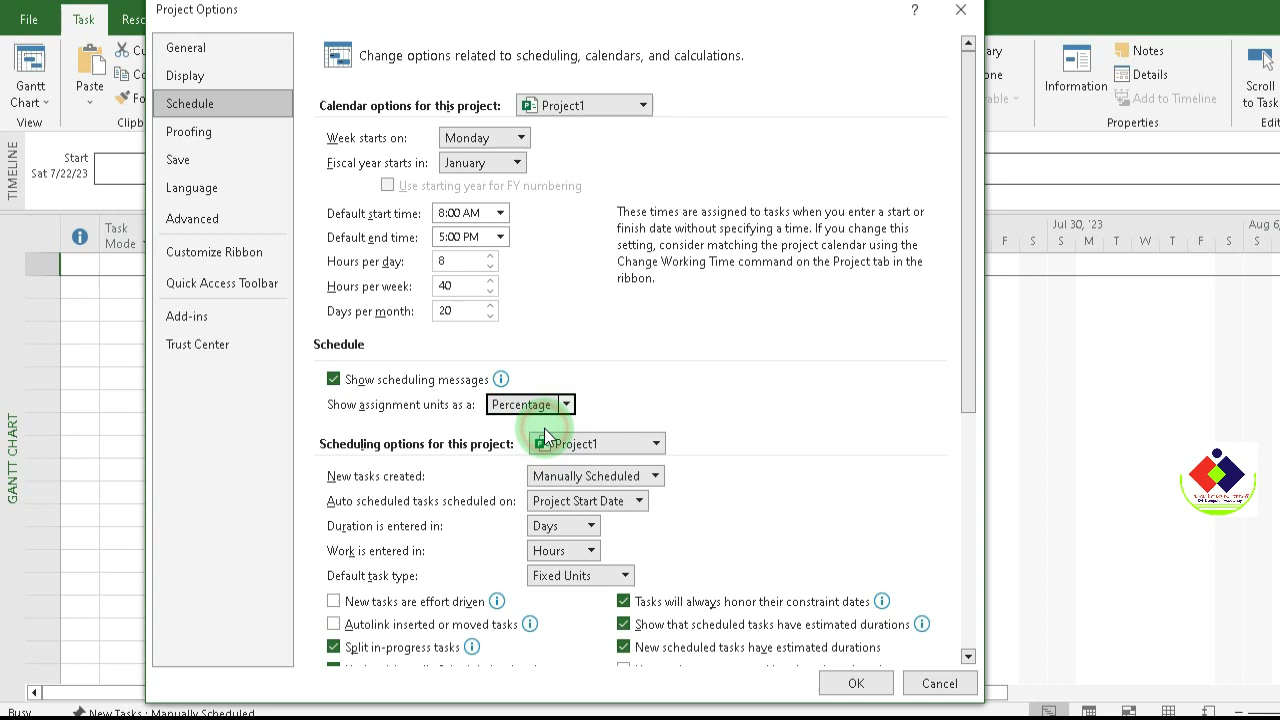 Project Options
?
File
Task
Gantt
Chart
View
Paste
Clipb
Information
Notes
Details
Add to Timeline
Properties
Scroll
to Task
Edit
TIMELINE
Start
Sat 7/22/23
Task
Mode
Jul 30, '23
Aug 6
F S S M T W T F S S
GANTT CHART
General
Display
Schedule
Proofing
Save
Language
Advanced
Customize Ribbon
Quick Access Toolbar
Add-ins
Trust Center
Change options related to scheduling, calendars, and calculations.
Calendar options for this project: Project1
Week starts on: Monday
Fiscal year starts in: January
Use starting year for FY numbering
Default start time: 8:00 AM
Default end time: 5:00 PM
Hours per day: 8
Hours per week: 40
Days per month: 20
These times are assigned to tasks when you enter a start or
finish date without specifying a time. If you change this
setting, consider matching the project calendar using the
Change Working Time command on the Project tab in the
ribbon.
Schedule
Show scheduling messages
Show assignment units as a: Percentage
Scheduling options for this project: Project1
New tasks created: Manually Scheduled
Auto scheduled tasks scheduled on: Project Start Date
Duration is entered in: Days
Work is entered in: Hours
Default task type: Fixed Units
New tasks are effort driven
Tasks will always honor their constraint dates
Autolink inserted or moved tasks
Show that scheduled tasks have estimated durations
Split in-progress tasks
New scheduled tasks have estimated durations
OK
Cancel
Busy
New Tasks : Manually Scheduled